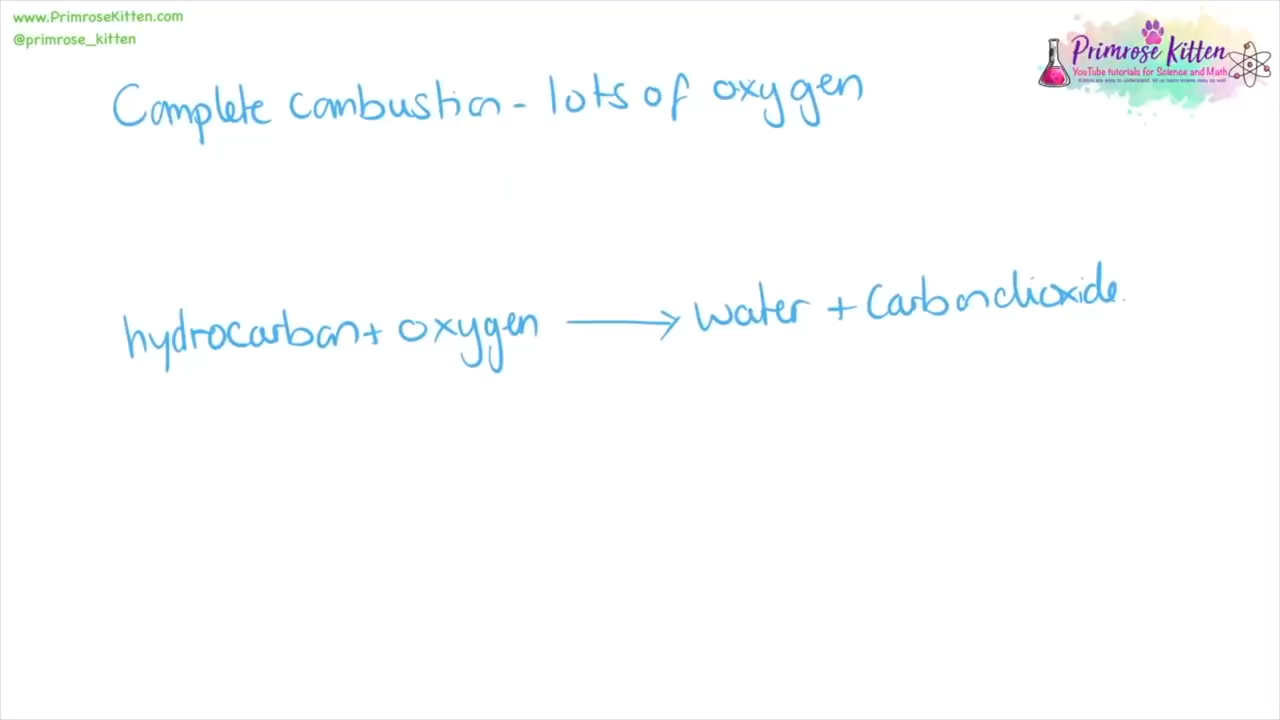 www.PrimroseKitten.com
@primrose_kitten
Primrose Kitten
YouTube tutorials for Science and Math
Complete combustion - lots of oxygen
hydrocarbon + oxygen → water + carbon dioxide.